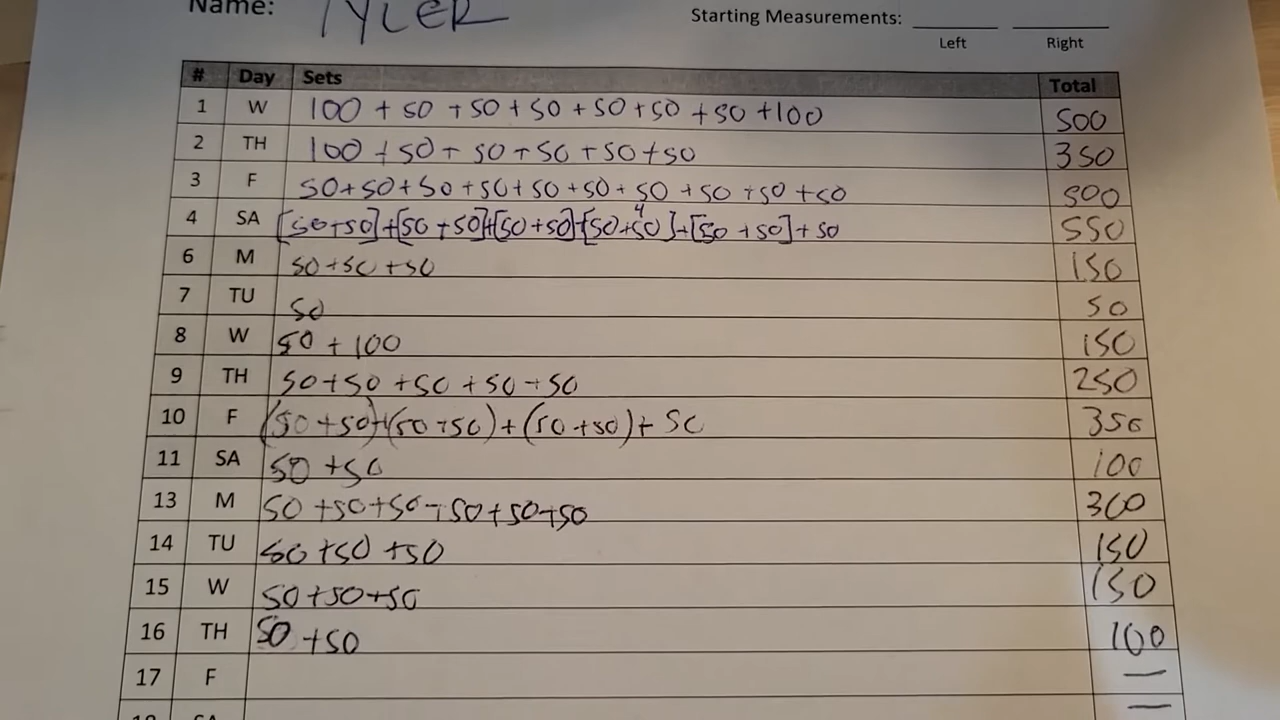 Name: TYLER Starting Measurements:
Left Right
# Day Sets Total
1 W 100 + 50 + 50 + 50 + 50 + 50 + 50 + 100 500
2 TH 100 + 50 + 50 + 50 + 50 + 50 350
3 F 50 + 50 + 50 + 50 + 50 + 50 + 50 + 50 + 50 + 50 500
4 SA [50+50]+[50+50]+[50+50]+[50+50]+[50+50]+50 550
6 M 50 + 50 + 50 150
7 TU 50 50
8 W 50 + 100 150
9 TH 50 + 50 + 50 + 50 + 50 250
10 F (50+50)+(50+50)+(50+50)+50 350
11 SA 50 + 50 100
13 M 50 + 50 + 50 + 50 + 50 + 50 300
14 TU 50 + 50 + 50 150
15 W 50 + 50 + 50 150
16 TH 50 + 50 100
17 F —
18 SA —